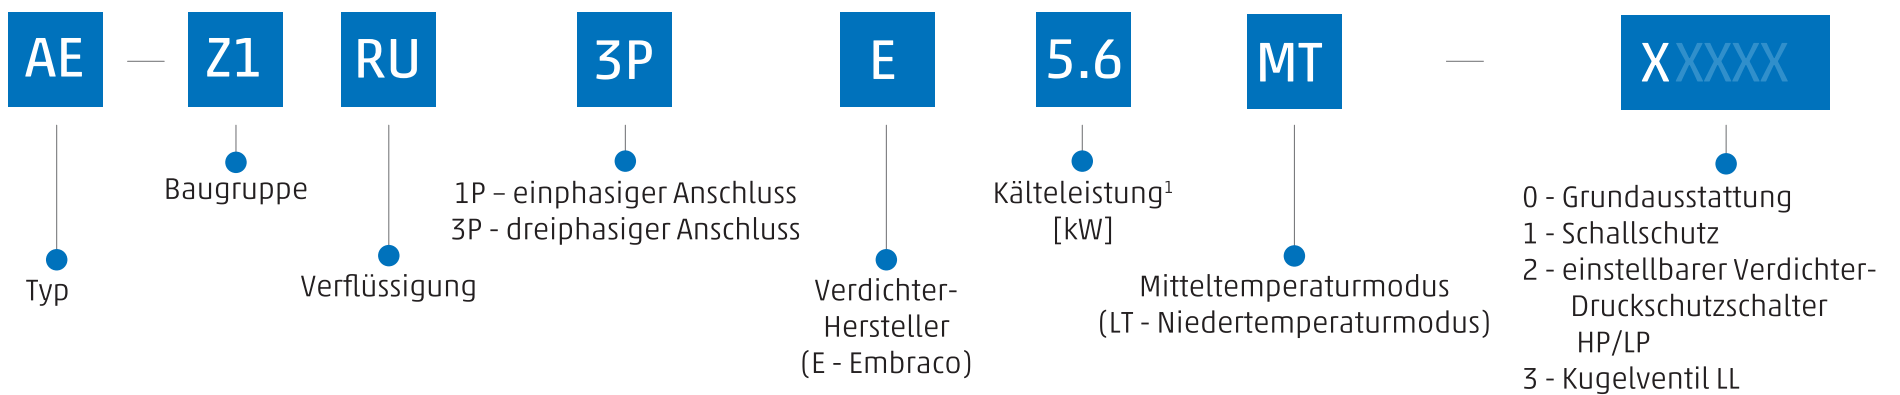 AE — Z1 RU 3P E 5.6 MT — XXXXX
Typ
Baugruppe
Verflüssigung
1P – einphasiger Anschluss
3P - dreiphasiger Anschluss
Verdichter-
Hersteller
(E - Embraco)
Kälteleistung¹
[kW]
Mitteltemperaturmodus
(LT - Niedertemperaturmodus)
0 - Grundausstattung
1 - Schallschutz
2 - einstellbarer Verdichter-
Druckschutzschalter
HP/LP
3 - Kugelventil LL